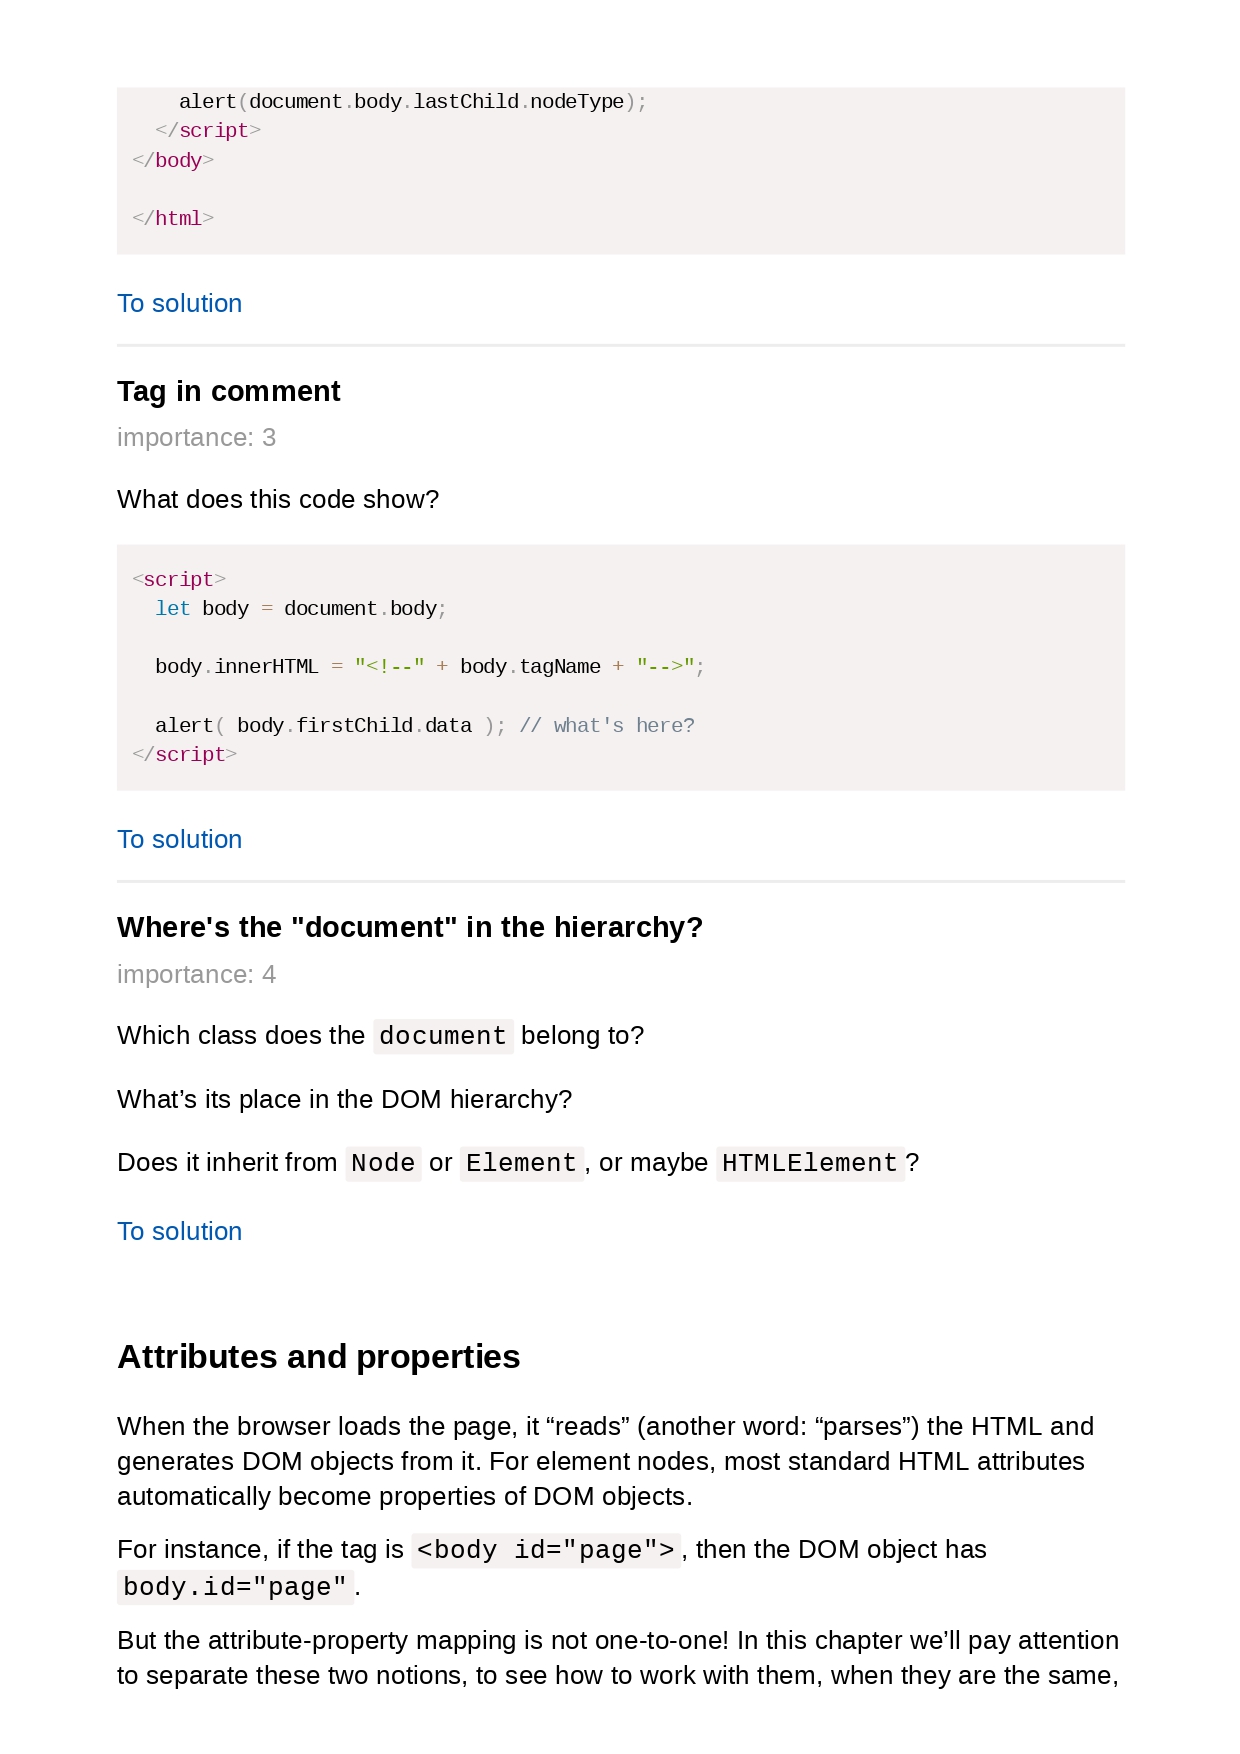 alert(document.body.lastChild.nodeType);
  </script>
</body>

</html>
To solution
Tag in comment
importance: 3
What does this code show?
<script>
  let body = document.body;

  body.innerHTML = "<!--" + body.tagName + "-->";

  alert( body.firstChild.data ); // what's here?
</script>
To solution
Where's the "document" in the hierarchy?
importance: 4
Which class does the document belong to?
What’s its place in the DOM hierarchy?
Does it inherit from Node or Element, or maybe HTMLElement?
To solution
Attributes and properties
When the browser loads the page, it “reads” (another word: “parses”) the HTML and
generates DOM objects from it. For element nodes, most standard HTML attributes
automatically become properties of DOM objects.
For instance, if the tag is <body id="page">, then the DOM object has
body.id="page".
But the attribute-property mapping is not one-to-one! In this chapter we’ll pay attention
to separate these two notions, to see how to work with them, when they are the same,